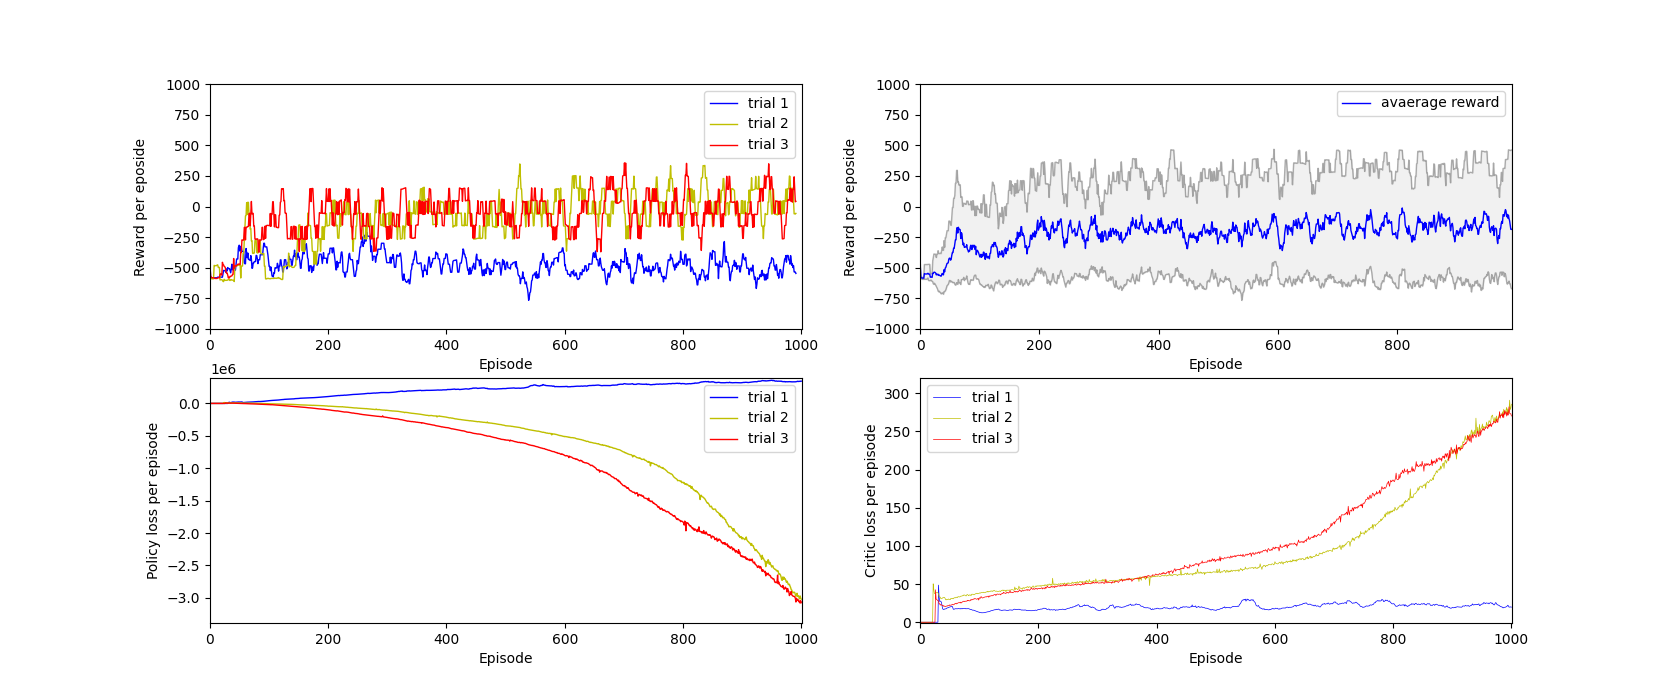 1000
750
500
250
0
−250
−500
−750
−1000
Reward per eposide
trial 1
trial 2
trial 3
0
200
400
600
800
1000
Episode
1000
750
500
250
0
−250
−500
−750
−1000
Reward per eposide
avaerage reward
0
200
400
600
800
Episode
1e6
0.0
−0.5
−1.0
−1.5
−2.0
−2.5
−3.0
Policy loss per episode
trial 1
trial 2
trial 3
0
200
400
600
800
1000
Episode
300
250
200
150
100
50
0
Critic loss per episode
trial 1
trial 2
trial 3
0
200
400
600
800
1000
Episode